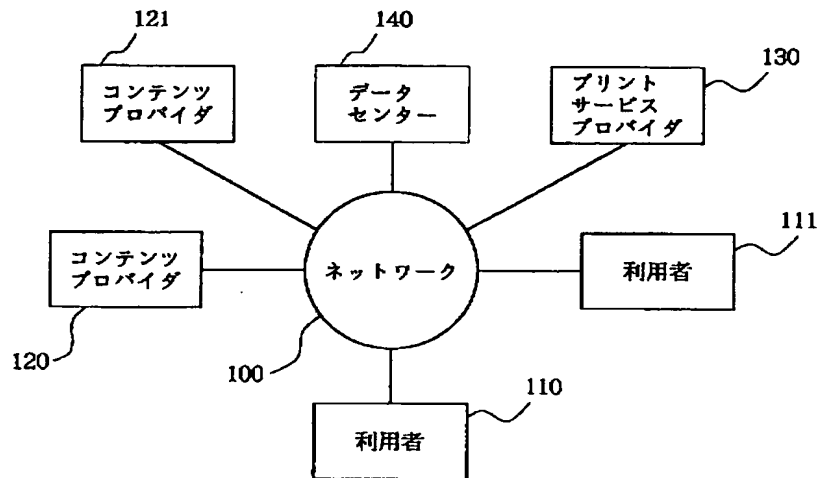 121
140
130
コンテンツ
プロバイダ
データ
センター
プリント
サービス
プロバイダ
111
コンテンツ
プロバイダ
ネットワーク
利用者
120
100
110
利用者